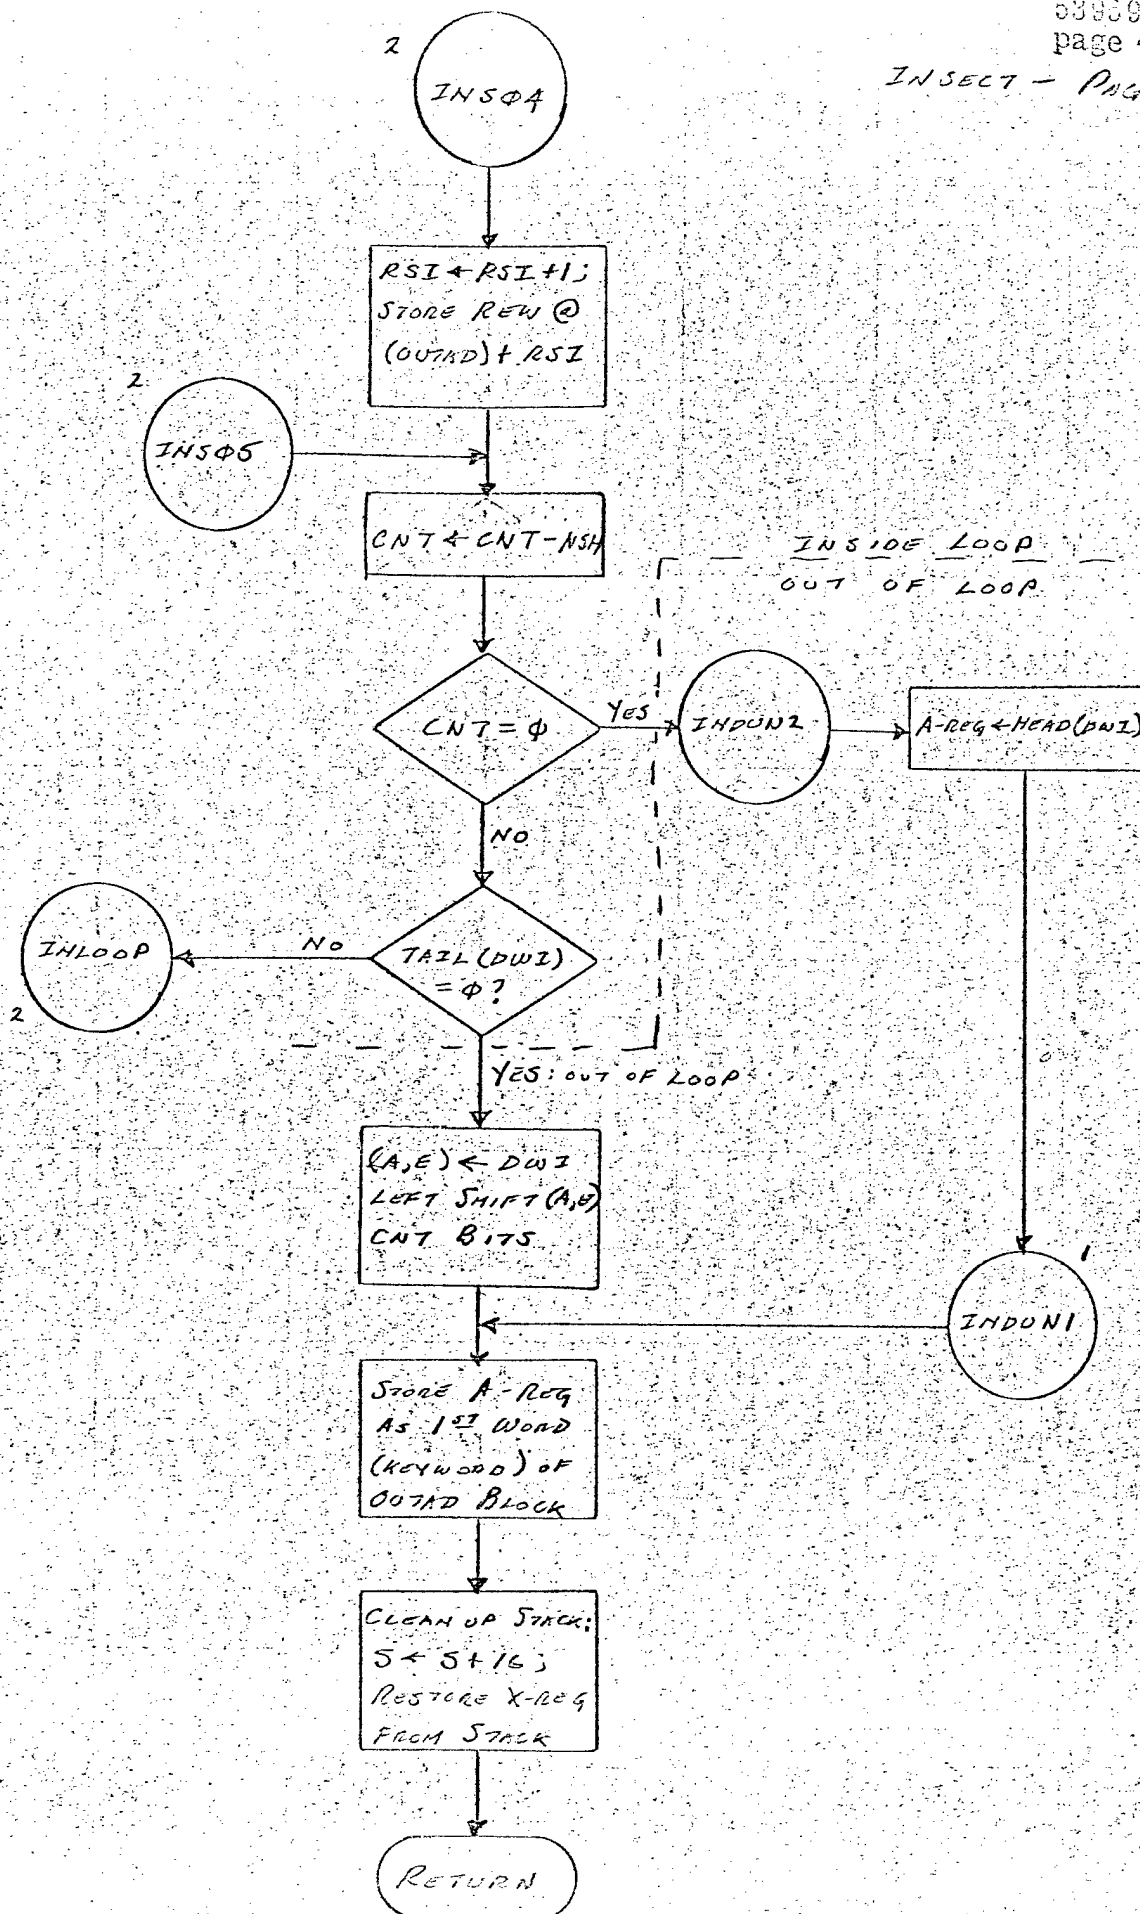 page
INSECT - PAG
2
INSφ4
RSI ← RSI +1;
STORE REW @
(OUTAD) + RSI
2
INSφ5
CNT ← CNT-NSH
INSIDE LOOP
OUT OF LOOP
CNT = φ
YES
INDUN2
A-REG ← HEAD(DWI)
NO
TAIL (DWI)
= φ?
NO
INLOOP
2
YES: OUT OF LOOP
(A,E) ← DWI
LEFT SHIFT (A,E)
CNT BITS
1
INDUN1
STORE A-REG
AS 1ST WORD
(KEYWORD) OF
OUTAD BLOCK
CLEAN UP STACK:
S ← S+16;
RESTORE X-REG
FROM STACK
RETURN